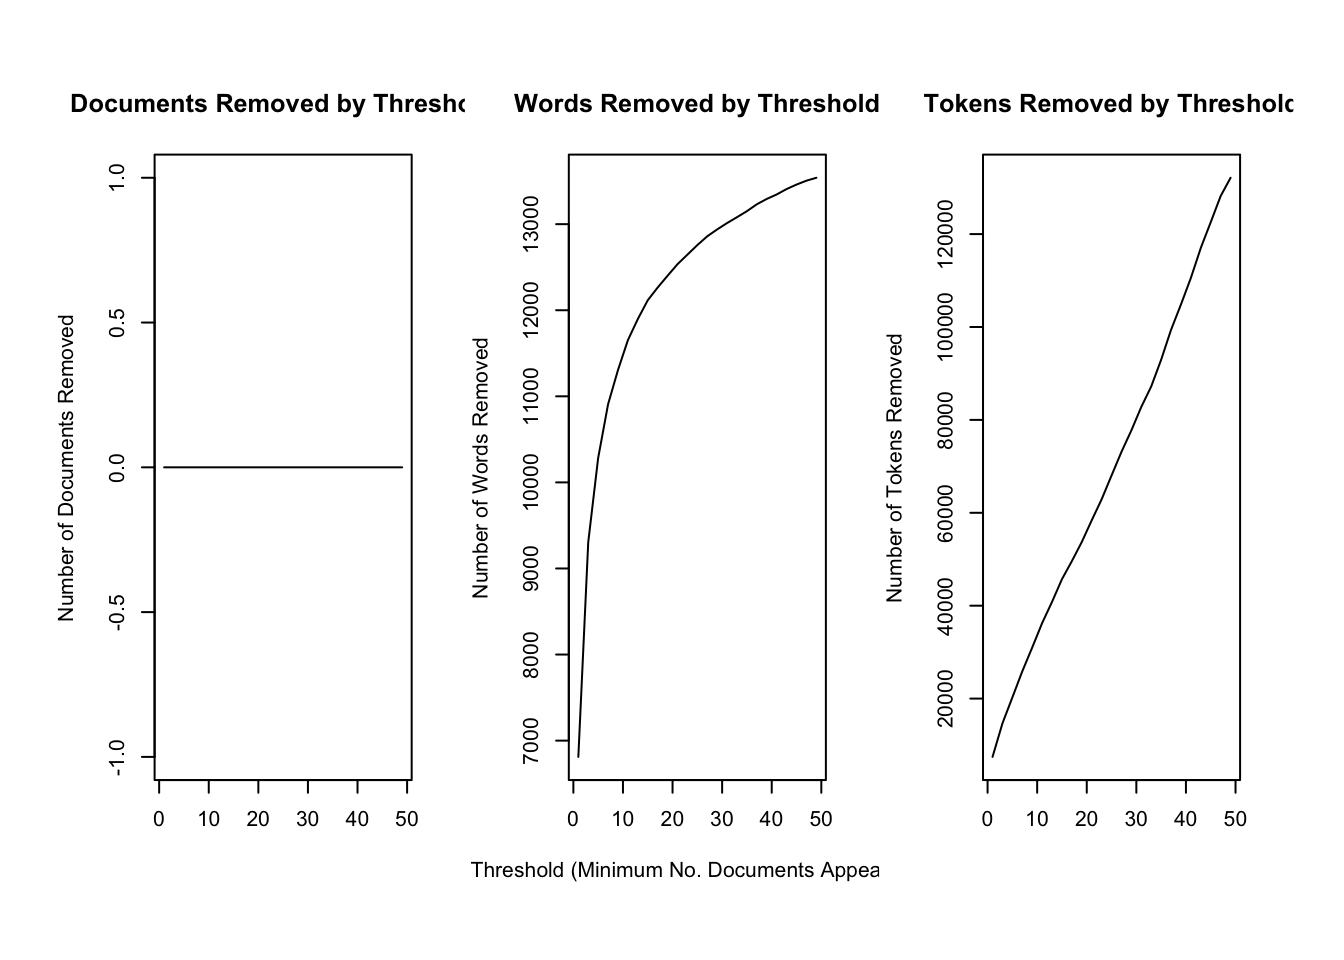 Documents Removed by Thresho
Number of Documents Removed
1.0
0.5
0.0
-0.5
-1.0
0 10 20 30 40 50
Words Removed by Threshold
Number of Words Removed
13000
12000
11000
10000
9000
8000
7000
0 10 20 30 40 50
Threshold (Minimum No. Documents Appea
Tokens Removed by Threshold
Number of Tokens Removed
120000
100000
80000
60000
40000
20000
0 10 20 30 40 50